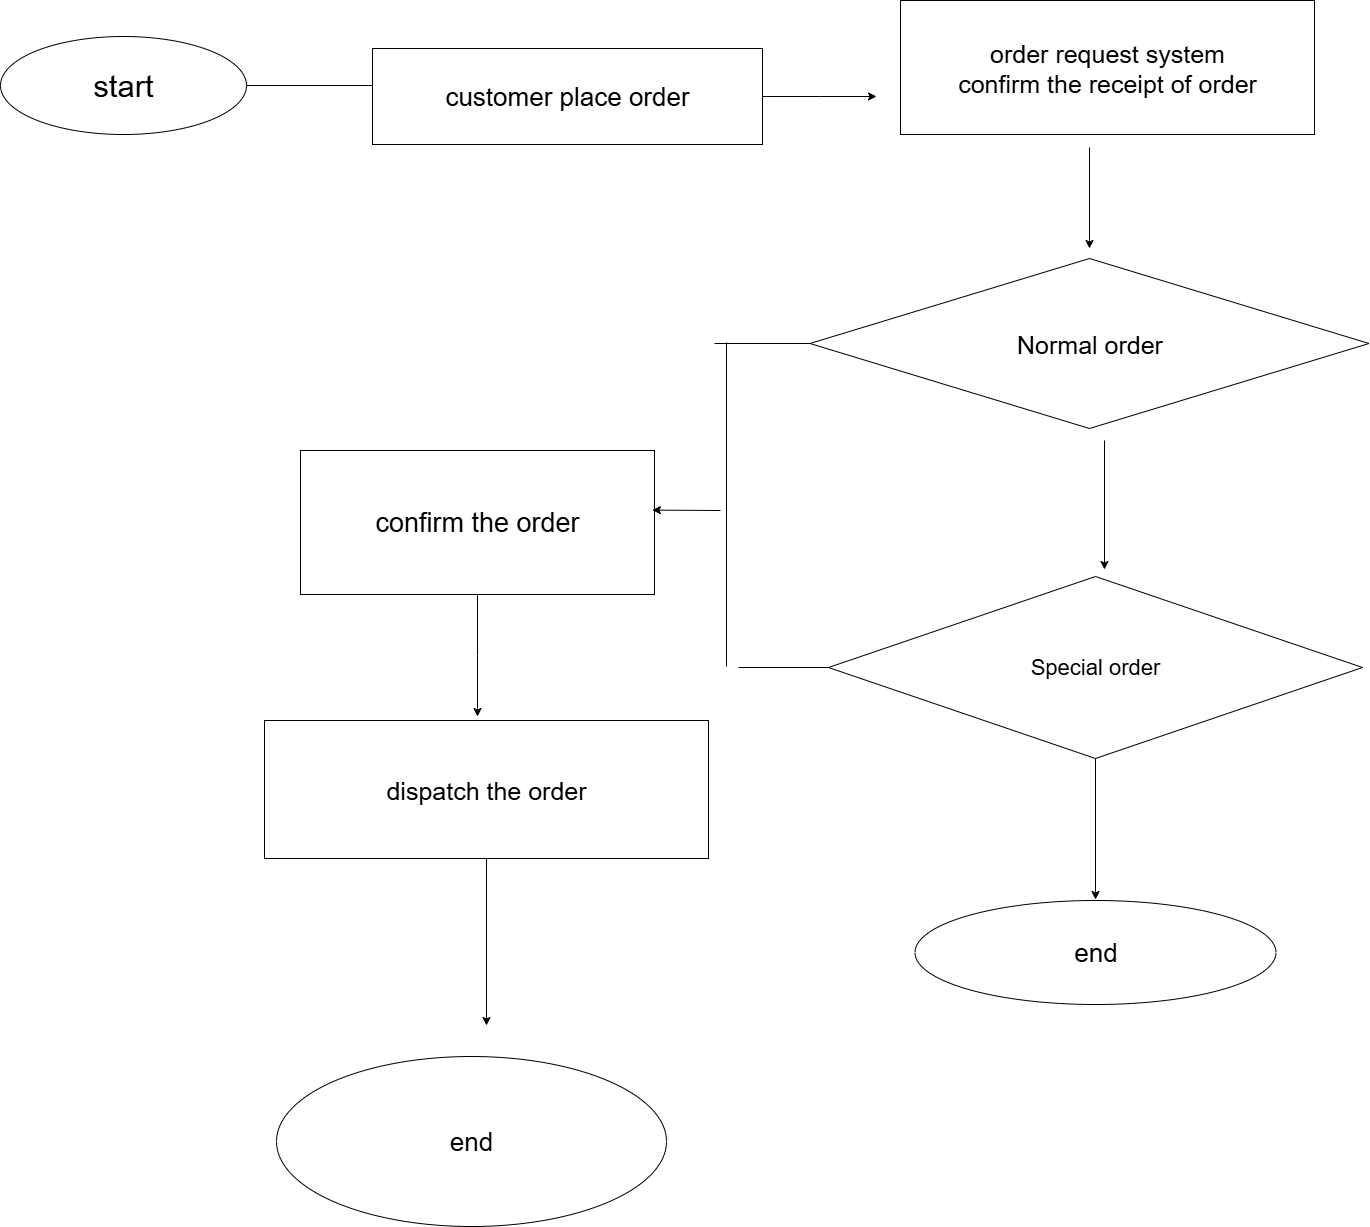 start
customer place order
order request system
confirm the receipt of order
Normal order
confirm the order
Special order
dispatch the order
end
end